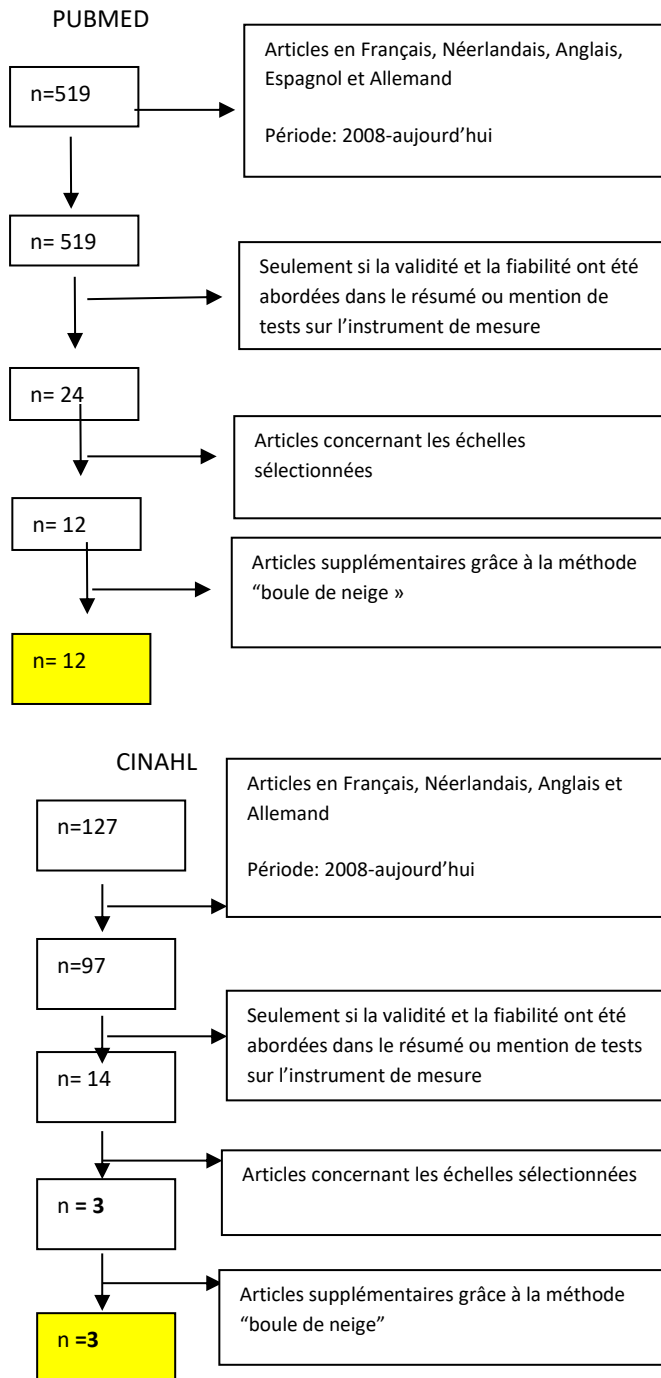 PUBMED
n=519
Articles en Français, Néerlandais, Anglais,
Espagnol et Allemand
Période: 2008-aujourd’hui
n= 519
Seulement si la validité et la fiabilité ont été
abordées dans le résumé ou mention de
tests sur l’instrument de mesure
n= 24
Articles concernant les échelles
sélectionnées
n= 12
Articles supplémentaires grâce à la méthode
“boule de neige »
n= 12
CINAHL
n=127
Articles en Français, Néerlandais, Anglais et
Allemand
Période: 2008-aujourd’hui
n=97
Seulement si la validité et la fiabilité ont été
abordées dans le résumé ou mention de tests
sur l’instrument de mesure
n= 14
Articles concernant les échelles sélectionnées
n = 3
Articles supplémentaires grâce à la méthode
“boule de neige”
n =3